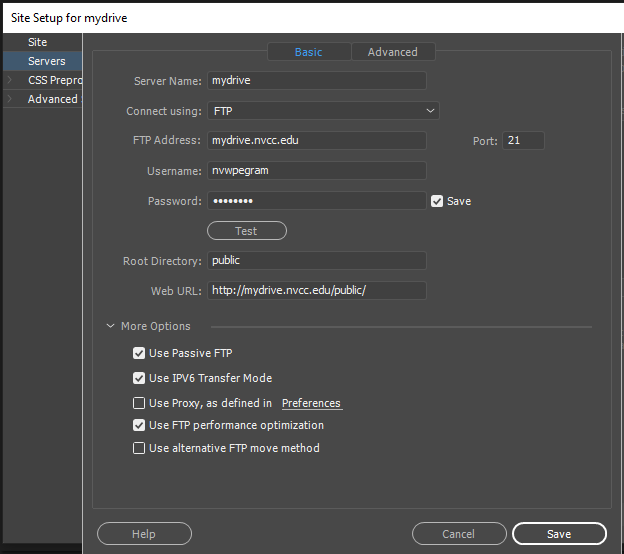 Site Setup for mydrive
Site
Servers
CSS Prepro
Advanced
Basic
Advanced
Server Name: mydrive
Connect using: FTP
FTP Address: mydrive.nvcc.edu Port: 21
Username: nvwpegram
Password: •••••••• Save
Test
Root Directory: public
Web URL: http://mydrive.nvcc.edu/public/
More Options
Use Passive FTP
Use IPV6 Transfer Mode
Use Proxy, as defined in Preferences
Use FTP performance optimization
Use alternative FTP move method
Help Cancel Save